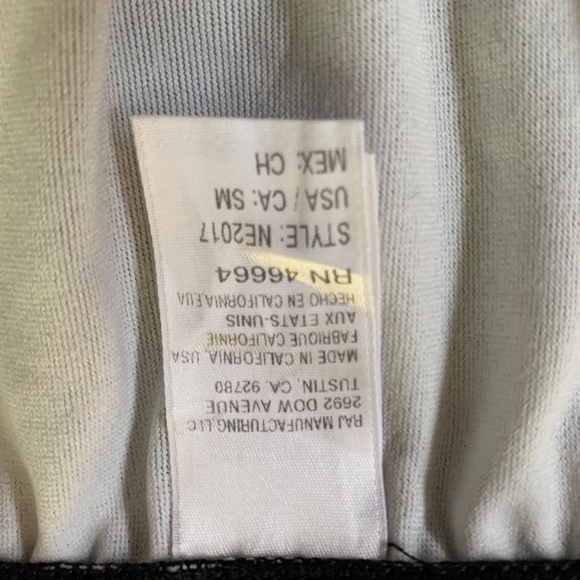 RAJ MANUFACTURING LLC
2692 DOW AVENUE
TUSTIN, CA. 92780
MADE IN CALIFORNIA, USA
FABRIQUE CALIFORNIE
AUX ETATS-UNIS
HECHO EN CALIFORNIA/EUA
RN 46664
STYLE: NE2017
USA / CA: SM
MEX: CH